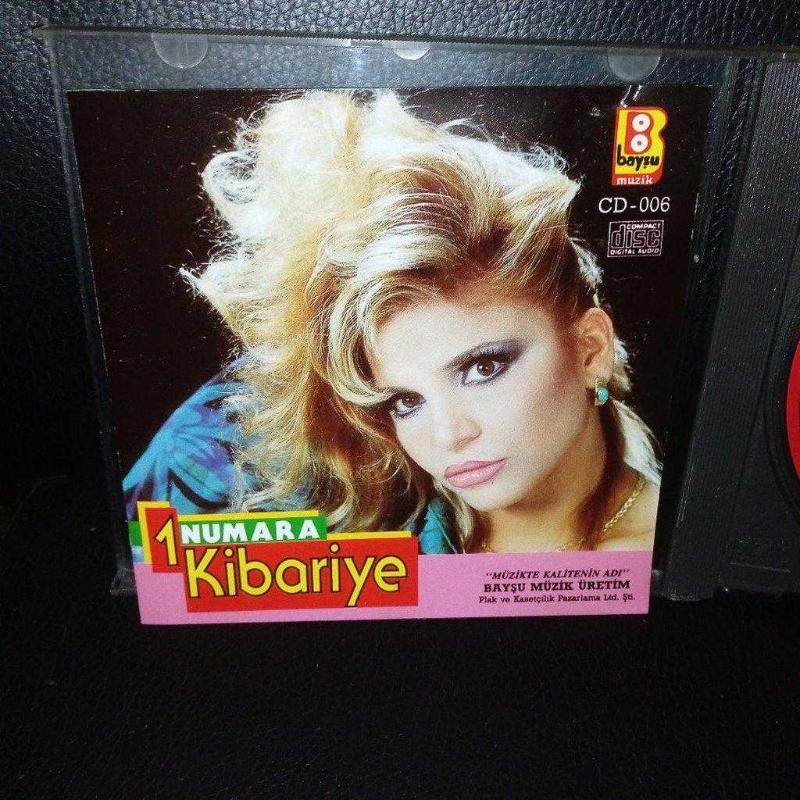 B
bayşu
muzik
CD-006
COMPACT
disc
DIGITAL AUDIO
1 NUMARA
Kibariye
"MÜZİKTE KALİTENİN ADI"
BAYŞU MÜZİK ÜRETİM
Plak ve Kasetçilik Pazarlama Ltd. Şti.